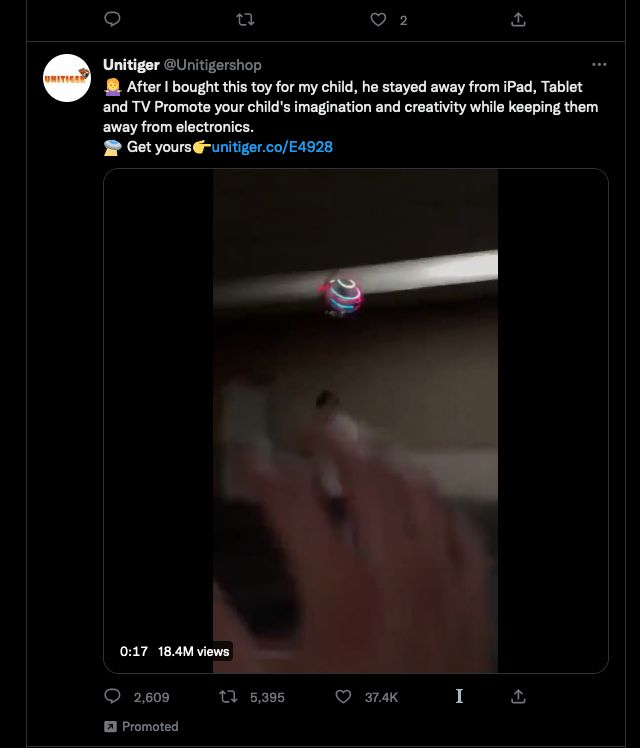 2
Unitiger @Unitigershop
UNITIGER
🤷‍♀️ After I bought this toy for my child, he stayed away from iPad, Tablet
and TV Promote your child's imagination and creativity while keeping them
away from electronics.
🛸 Get yours👉unitiger.co/E4928
0:17 18.4M views
2,609 5,395 37.4K
Promoted